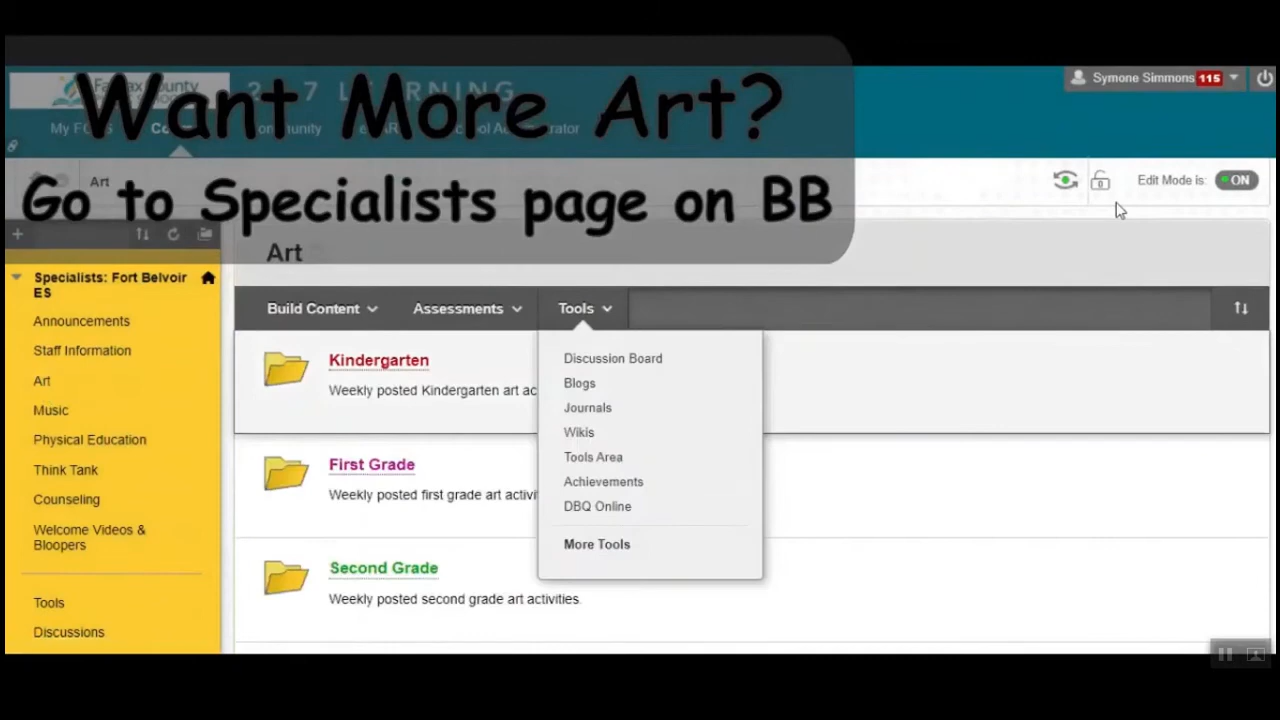 Want More Art?
Go to Specialists page on BB
Symone Simmons 115
Art
Edit Mode is: ON
Art
Specialists: Fort Belvoir
ES
Announcements
Staff Information
Art
Music
Physical Education
Think Tank
Counseling
Welcome Videos &
Bloopers
Tools
Discussions
Build Content
Assessments
Tools
Kindergarten
Weekly posted Kindergarten art
First Grade
Weekly posted first grade art
Second Grade
Weekly posted second grade art activities.
Discussion Board
Blogs
Journals
Wikis
Tools Area
Achievements
DBQ Online
More Tools